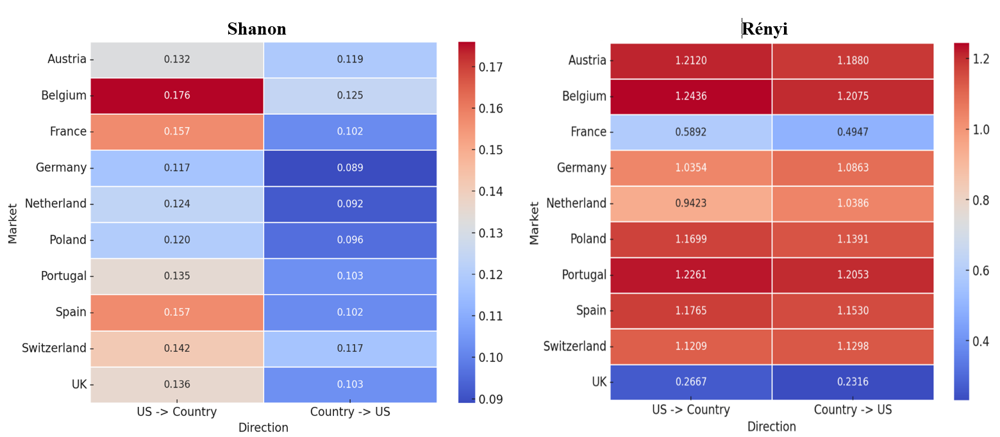 Shanon
Austria 0.132 0.119
Belgium 0.176 0.125
France 0.157 0.102
Germany 0.117 0.089
Netherland 0.124 0.092
Poland 0.120 0.096
Portugal 0.135 0.103
Spain 0.157 0.102
Switzerland 0.142 0.117
UK 0.136 0.103
Market
US -> Country Country -> US
Direction
0.17
0.16
0.15
0.14
0.13
0.12
0.11
0.10
0.09
Rényi
Austria 1.2120 1.1880
Belgium 1.2436 1.2075
France 0.5892 0.4947
Germany 1.0354 1.0863
Netherland 0.9423 1.0386
Poland 1.1699 1.1391
Portugal 1.2261 1.2053
Spain 1.1765 1.1530
Switzerland 1.1209 1.1298
UK 0.2667 0.2316
Market
US -> Country Country -> US
Direction
1.2
1.0
0.8
0.6
0.4